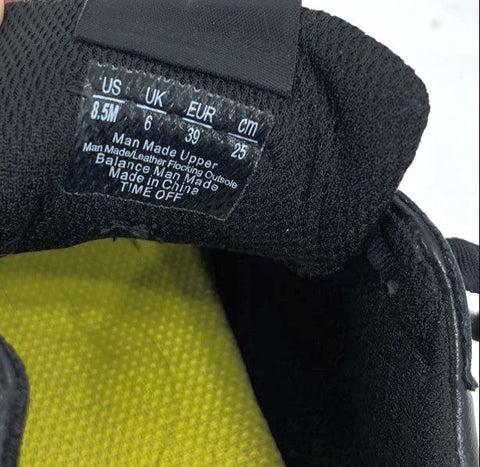 US UK EUR cm
8.5M 6 39 25
Man Made Upper
Man Made/Leather Flocking Outsole
Balance Man Made
Made in China
TIME OFF